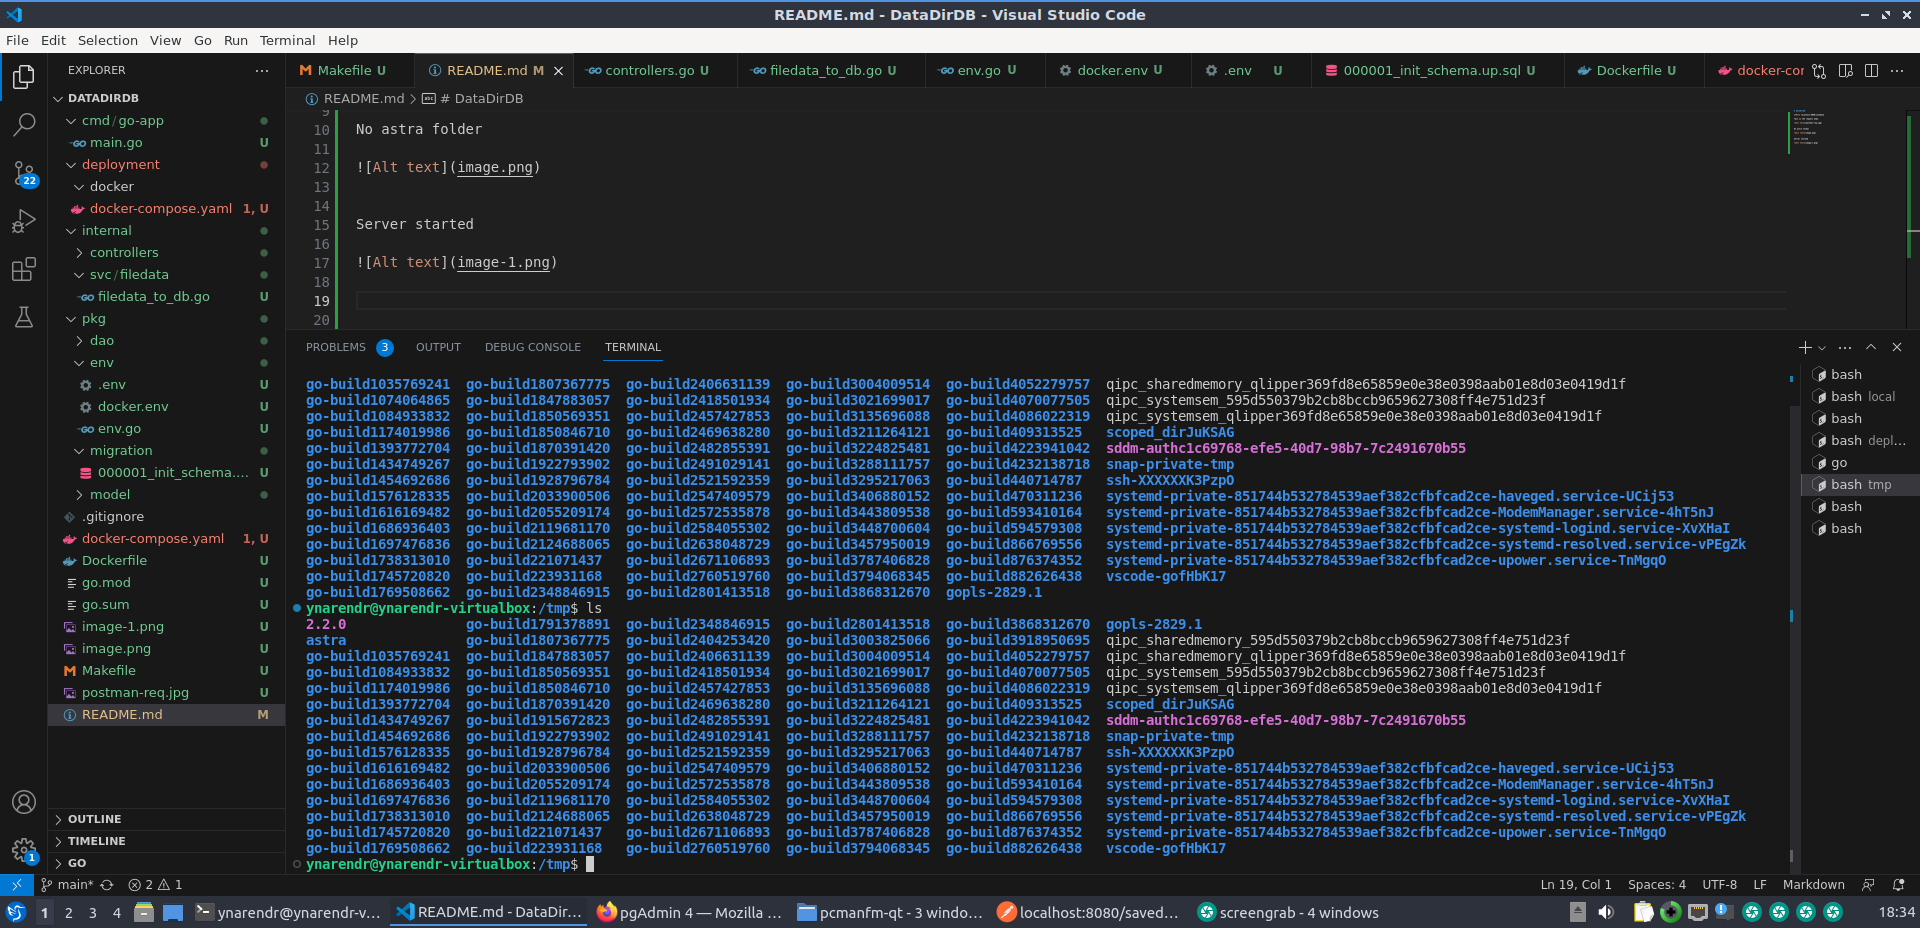 README.md - DataDirDB - Visual Studio Code
File Edit Selection View Go Run Terminal Help
EXPLORER
DATADIRDB
cmd/go-app
main.go U
deployment
docker
docker-compose.yaml 1, U
internal
controllers
svc/filedata
filedata_to_db.go U
pkg
dao
env
.env U
docker.env U
env.go U
migration
000001_init_schema.... U
model
.gitignore
docker-compose.yaml 1, U
Dockerfile U
go.mod U
go.sum U
image-1.png U
image.png U
Makefile U
postman-req.jpg U
README.md M
OUTLINE
TIMELINE
GO
22
1
Makefile U README.md M controllers.go U filedata_to_db.go U env.go U docker.env U .env U 000001_init_schema.up.sql U Dockerfile U docker-cor
README.md > # DataDirDB
9
10 No astra folder
11
12 ![Alt text](image.png)
13
14
15 Server started
16
17 ![Alt text](image-1.png)
18
19
20
PROBLEMS 3 OUTPUT DEBUG CONSOLE TERMINAL
go-build1035769241 go-build1807367775 go-build2406631139 go-build3004009514 go-build4052279757 qipc_sharedmemory_qlipper369fd8e65859e0e38e0398aab01e8d03e0419d1f
go-build1074064865 go-build1847883057 go-build2418501934 go-build3021699017 go-build4070077505 qipc_systemsem_595d550379b2cb8bccb9659627308ff4e751d23f
go-build1084933832 go-build1850569351 go-build2457427853 go-build3135696088 go-build4086022319 qipc_systemsem_qlipper369fd8e65859e0e38e0398aab01e8d03e0419d1f
go-build1174019986 go-build1850846710 go-build2469638280 go-build3211264121 go-build409313525 scoped_dirJuKSAG
go-build1393772704 go-build1870391420 go-build2482855391 go-build3224825481 go-build4223941042 sddm-authc1c69768-efe5-40d7-98b7-7c2491670b55
go-build1434749267 go-build1922793902 go-build2491029141 go-build3288111757 go-build4232138718 snap-private-tmp
go-build1454692686 go-build1928796784 go-build2521592359 go-build3295217063 go-build440714787 ssh-XXXXXXK3PzpO
go-build1576128335 go-build2033900506 go-build2547409579 go-build3406880152 go-build470311236 systemd-private-851744b532784539aef382cfbfcad2ce-haveged.service-UCij53
go-build1616169482 go-build2055209174 go-build2572535878 go-build3443809538 go-build593410164 systemd-private-851744b532784539aef382cfbfcad2ce-ModemManager.service-4hT5nJ
go-build1686936403 go-build2119681170 go-build2584055302 go-build3448700604 go-build594579308 systemd-private-851744b532784539aef382cfbfcad2ce-systemd-logind.service-XvXHaI
go-build1697476836 go-build2124688065 go-build2638048729 go-build3457950019 go-build866769556 systemd-private-851744b532784539aef382cfbfcad2ce-systemd-resolved.service-vPEgZk
go-build1738313010 go-build221071437 go-build2671106893 go-build3787406828 go-build876374352 systemd-private-851744b532784539aef382cfbfcad2ce-upower.service-TnMgqO
go-build1745720820 go-build223931168 go-build2760519760 go-build3794068345 go-build882626438 vscode-gofHbK17
go-build1769508662 go-build2348846915 go-build2801413518 go-build3868312670 gopls-2829.1
ynarendr@ynarendr-virtualbox:/tmp$ ls
2.2.0 go-build1791378891 go-build2348846915 go-build2801413518 go-build3868312670 gopls-2829.1
astra go-build1807367775 go-build2404253420 go-build3003825066 go-build3918950695 qipc_sharedmemory_595d550379b2cb8bccb9659627308ff4e751d23f
go-build1035769241 go-build1847883057 go-build2406631139 go-build3004009514 go-build4052279757 qipc_sharedmemory_qlipper369fd8e65859e0e38e0398aab01e8d03e0419d1f
go-build1084933832 go-build1850569351 go-build2418501934 go-build3021699017 go-build4070077505 qipc_systemsem_595d550379b2cb8bccb9659627308ff4e751d23f
go-build1174019986 go-build1850846710 go-build2457427853 go-build3135696088 go-build4086022319 qipc_systemsem_qlipper369fd8e65859e0e38e0398aab01e8d03e0419d1f
go-build1393772704 go-build1870391420 go-build2469638280 go-build3211264121 go-build409313525 scoped_dirJuKSAG
go-build1434749267 go-build1915672823 go-build2482855391 go-build3224825481 go-build4223941042 sddm-authc1c69768-efe5-40d7-98b7-7c2491670b55
go-build1454692686 go-build1922793902 go-build2491029141 go-build3288111757 go-build4232138718 snap-private-tmp
go-build1576128335 go-build1928796784 go-build2521592359 go-build3295217063 go-build440714787 ssh-XXXXXXK3PzpO
go-build1616169482 go-build2033900506 go-build2547409579 go-build3406880152 go-build470311236 systemd-private-851744b532784539aef382cfbfcad2ce-haveged.service-UCij53
go-build1686936403 go-build2055209174 go-build2572535878 go-build3443809538 go-build593410164 systemd-private-851744b532784539aef382cfbfcad2ce-ModemManager.service-4hT5nJ
go-build1697476836 go-build2119681170 go-build2584055302 go-build3448700604 go-build594579308 systemd-private-851744b532784539aef382cfbfcad2ce-systemd-logind.service-XvXHaI
go-build1738313010 go-build2124688065 go-build2638048729 go-build3457950019 go-build866769556 systemd-private-851744b532784539aef382cfbfcad2ce-systemd-resolved.service-vPEgZk
go-build1745720820 go-build221071437 go-build2671106893 go-build3787406828 go-build876374352 systemd-private-851744b532784539aef382cfbfcad2ce-upower.service-TnMgqO
go-build1769508662 go-build223931168 go-build2760519760 go-build3794068345 go-build882626438 vscode-gofHbK17
ynarendr@ynarendr-virtualbox:/tmp$
bash
bash local
bash
bash depl...
go
bash tmp
bash
bash
main* 2 1 Ln 19, Col 1 Spaces: 4 UTF-8 LF Markdown
1 2 3 4 ynarendr@ynarendr-v... README.md - DataDir... pgAdmin 4 — Mozilla ... pcmanfm-qt - 3 windo... localhost:8080/saved... screengrab - 4 windows 18:34